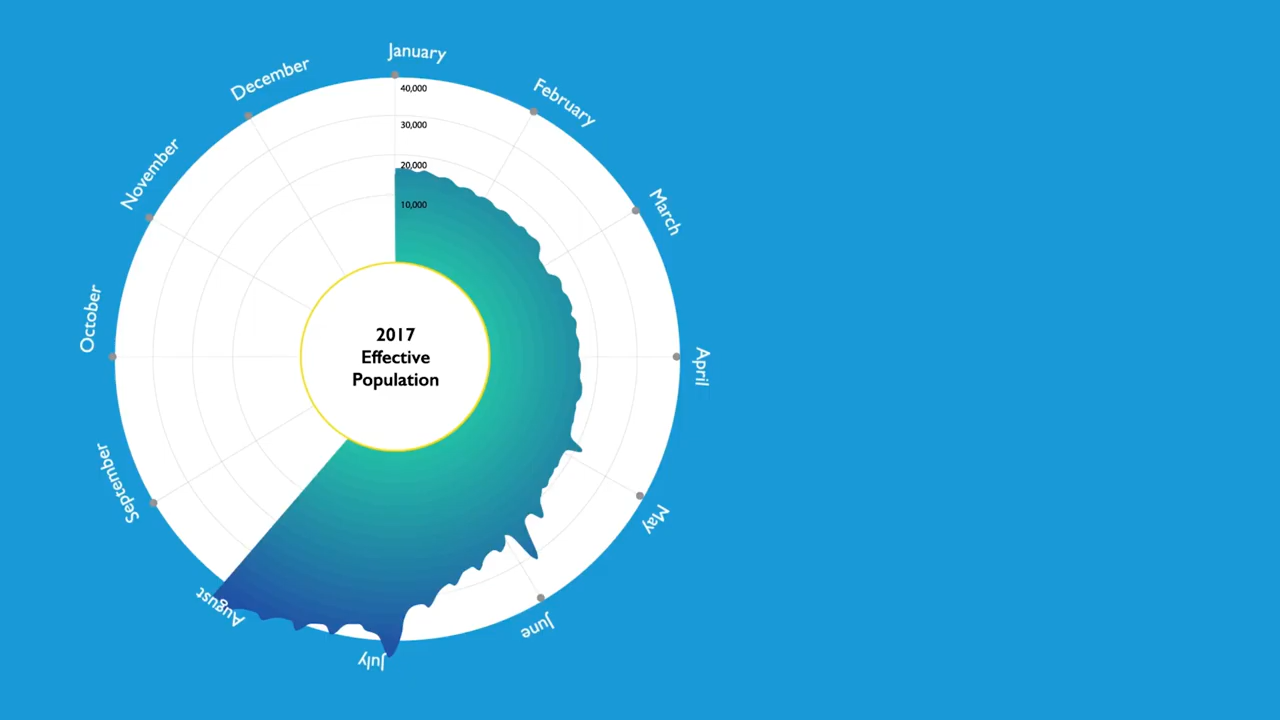 January
February
March
April
May
June
July
August
September
October
November
December
40,000
30,000
20,000
10,000
2017
Effective
Population